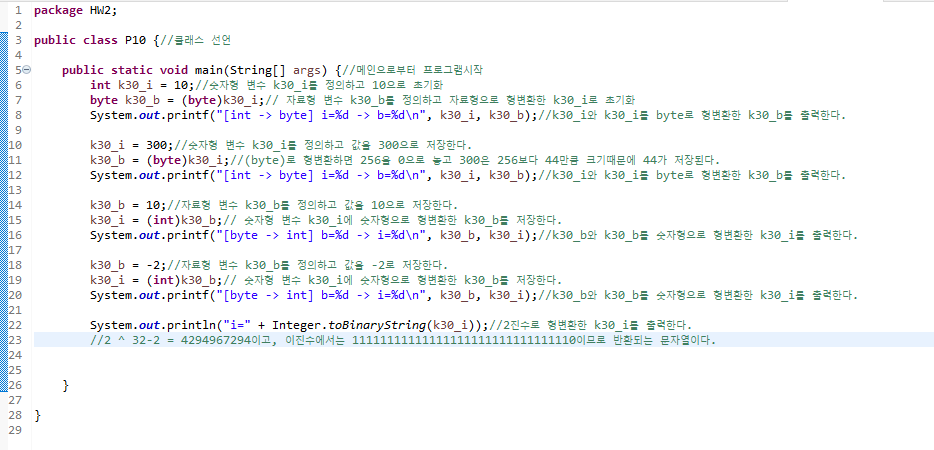 1 package HW2;
2
3 public class P10 {//클래스 선언
4
5 public static void main(String[] args) {//메인으로부터 프로그램시작
6 int k30_i = 10;//숫자형 변수 k30_i를 정의하고 10으로 초기화
7 byte k30_b = (byte)k30_i;// 자료형 변수 k30_b를 정의하고 자료형으로 형변환한 k30_i로 초기화
8 System.out.printf("[int -> byte] i=%d -> b=%d\n", k30_i, k30_b);//k30_i와 k30_i를 byte로 형변환한 k30_b를 출력한다.
9
10 k30_i = 300;//숫자형 변수 k30_i를 정의하고 값을 300으로 저장한다.
11 k30_b = (byte)k30_i;//(byte)로 형변환하면 256을 0으로 놓고 300은 256보다 44만큼 크기때문에 44가 저장된다.
12 System.out.printf("[int -> byte] i=%d -> b=%d\n", k30_i, k30_b);//k30_i와 k30_i를 byte로 형변환한 k30_b를 출력한다.
13
14 k30_b = 10;//자료형 변수 k30_b를 정의하고 값을 10으로 저장한다.
15 k30_i = (int)k30_b;// 숫자형 변수 k30_i에 숫자형으로 형변환한 k30_b를 저장한다.
16 System.out.printf("[byte -> int] b=%d -> i=%d\n", k30_b, k30_i);//k30_b와 k30_b를 숫자형으로 형변환한 k30_i를 출력한다.
17
18 k30_b = -2;//자료형 변수 k30_b를 정의하고 값을 -2로 저장한다.
19 k30_i = (int)k30_b;// 숫자형 변수 k30_i에 숫자형으로 형변환한 k30_b를 저장한다.
20 System.out.printf("[byte -> int] b=%d -> i=%d\n", k30_b, k30_i);//k30_b와 k30_b를 숫자형으로 형변환한 k30_i를 출력한다.
21
22 System.out.println("i=" + Integer.toBinaryString(k30_i));//2진수로 형변환한 k30_i를 출력한다.
23 //2 ^ 32-2 = 4294967294이고, 이진수에서는 11111111111111111111111111111110이므로 반환되는 문자열이다.
24
25
26 }
27
28 }
29